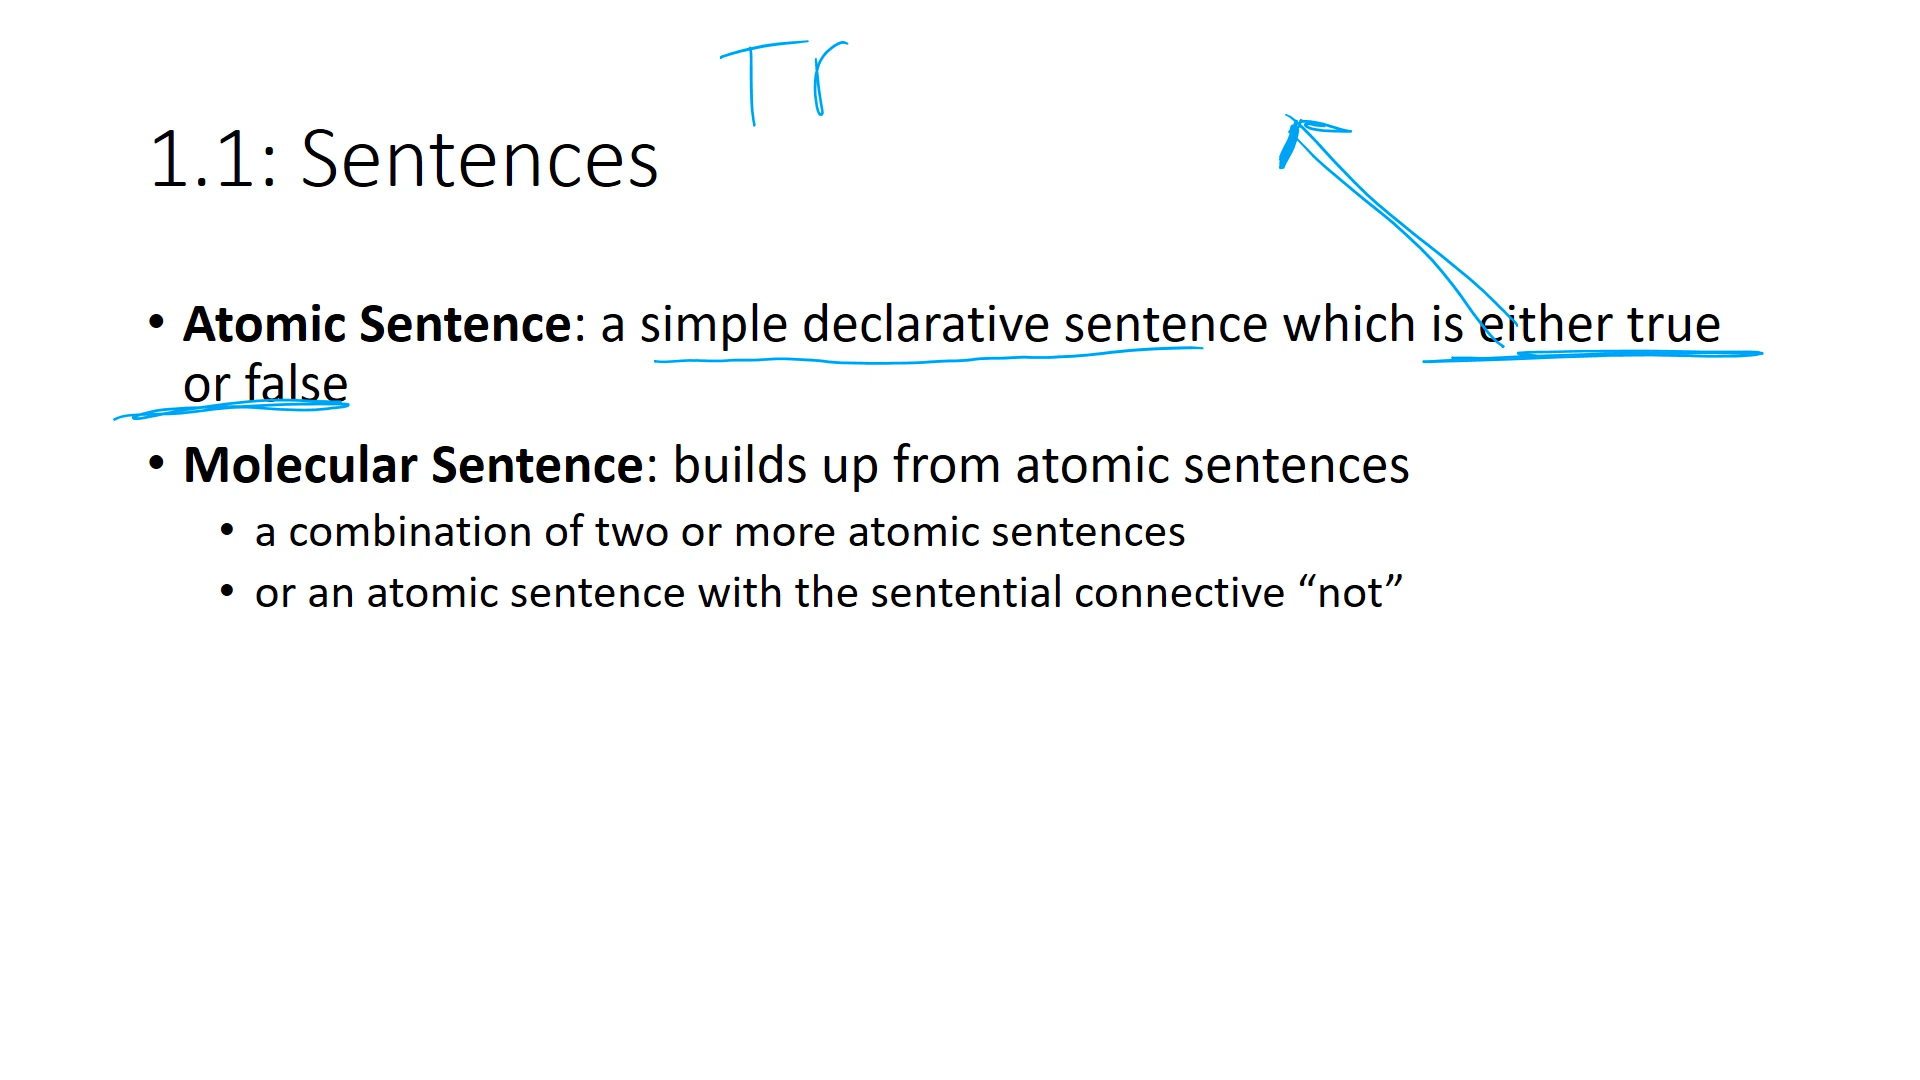 Tr
1.1: Sentences
• Atomic Sentence: a simple declarative sentence which is either true
or false
• Molecular Sentence: builds up from atomic sentences
• a combination of two or more atomic sentences
• or an atomic sentence with the sentential connective “not”